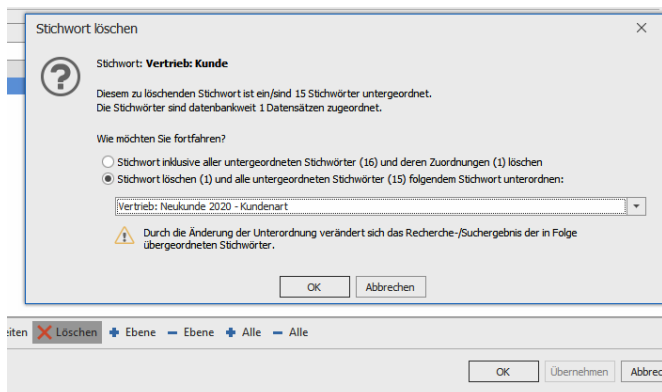 Stichwort löschen
Stichwort: Vertrieb: Kunde
Diesem zu löschenden Stichwort ist ein/sind 15 Stichwörter untergeordnet.
Die Stichwörter sind datenbankweit 1 Datensätzen zugeordnet.
Wie möchten Sie fortfahren?
Stichwort inklusive aller untergeordneten Stichwörter (16) und deren Zuordnungen (1) löschen
Stichwort löschen (1) und alle untergeordneten Stichwörter (15) folgendem Stichwort unterordnen:
Vertrieb: Neukunde 2020 - Kundenart
Durch die Änderung der Unterordnung verändert sich das Recherche-/Suchergebnis der in Folge
übergeordneten Stichwörter.
OK Abbrechen
eiten Löschen + Ebene − Ebene + Alle − Alle
OK Übernehmen Abbrec